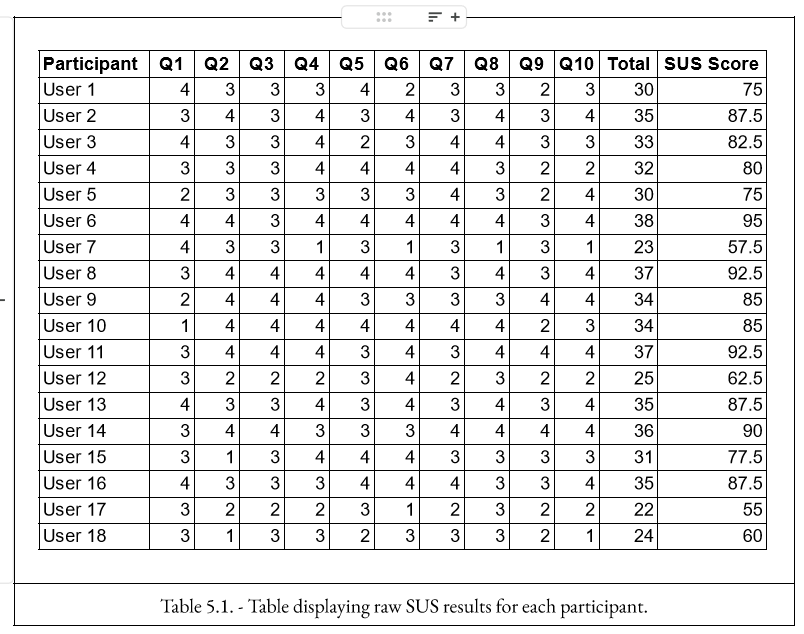 Participant Q1 Q2 Q3 Q4 Q5 Q6 Q7 Q8 Q9 Q10 Total SUS Score
User 1 4 3 3 3 4 2 3 3 2 3 30 75
User 2 3 4 3 4 3 4 3 4 3 4 35 87.5
User 3 4 3 3 4 2 3 4 4 3 3 33 82.5
User 4 3 3 3 4 4 4 4 3 2 2 32 80
User 5 2 3 3 3 3 3 4 3 2 4 30 75
User 6 4 4 3 4 4 4 4 4 3 4 38 95
User 7 4 3 3 1 3 1 3 1 3 1 23 57.5
User 8 3 4 4 4 4 4 3 4 3 4 37 92.5
User 9 2 4 4 4 3 3 3 3 4 4 34 85
User 10 1 4 4 4 4 4 4 4 2 3 34 85
User 11 3 4 4 4 3 4 3 4 4 4 37 92.5
User 12 3 2 2 2 3 4 2 3 2 2 25 62.5
User 13 4 3 3 4 3 4 3 4 3 4 35 87.5
User 14 3 4 4 3 3 3 4 4 4 4 36 90
User 15 3 1 3 4 4 4 3 3 3 3 31 77.5
User 16 4 3 3 3 4 4 4 3 3 4 35 87.5
User 17 3 2 2 2 3 1 2 3 2 2 22 55
User 18 3 1 3 3 2 3 3 3 2 1 24 60
Table 5.1. - Table displaying raw SUS results for each participant.